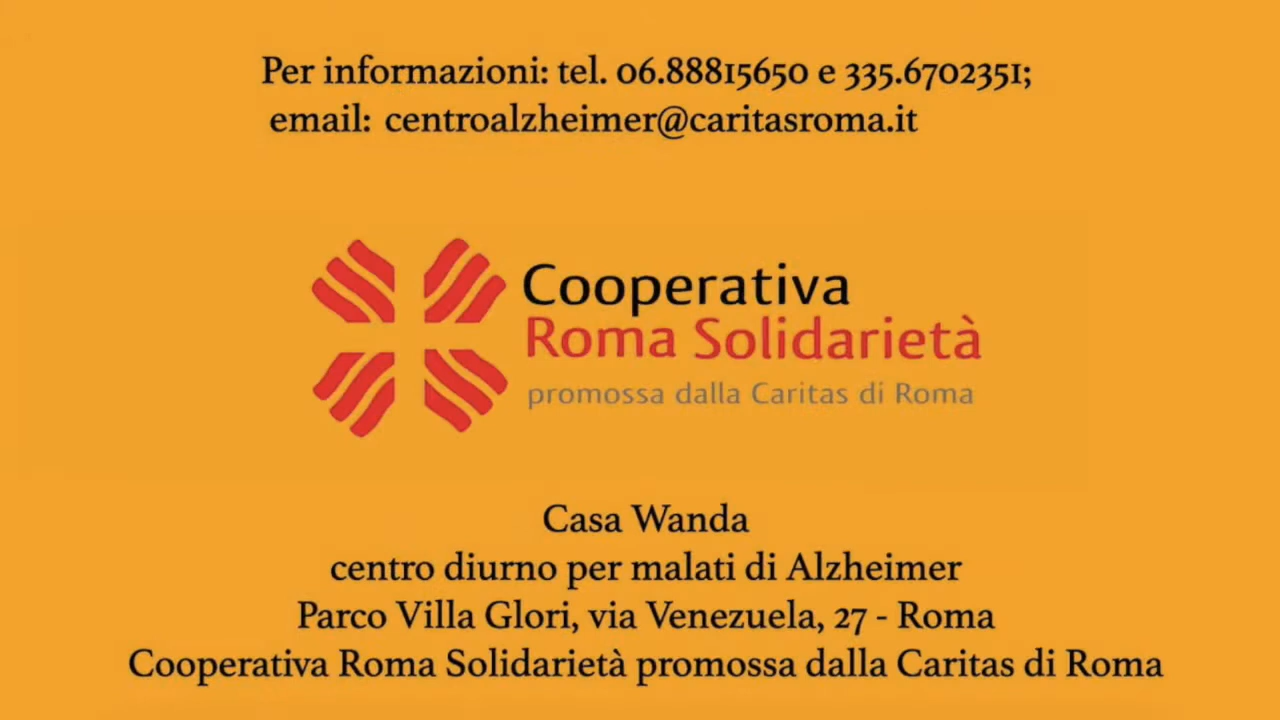 Per informazioni: tel. 06.88815650 e 335.6702351;
email: centroalzheimer@caritasroma.it
Cooperativa
Roma Solidarietà
promossa dalla Caritas di Roma
Casa Wanda
centro diurno per malati di Alzheimer
Parco Villa Glori, via Venezuela, 27 - Roma
Cooperativa Roma Solidarietà promossa dalla Caritas di Roma